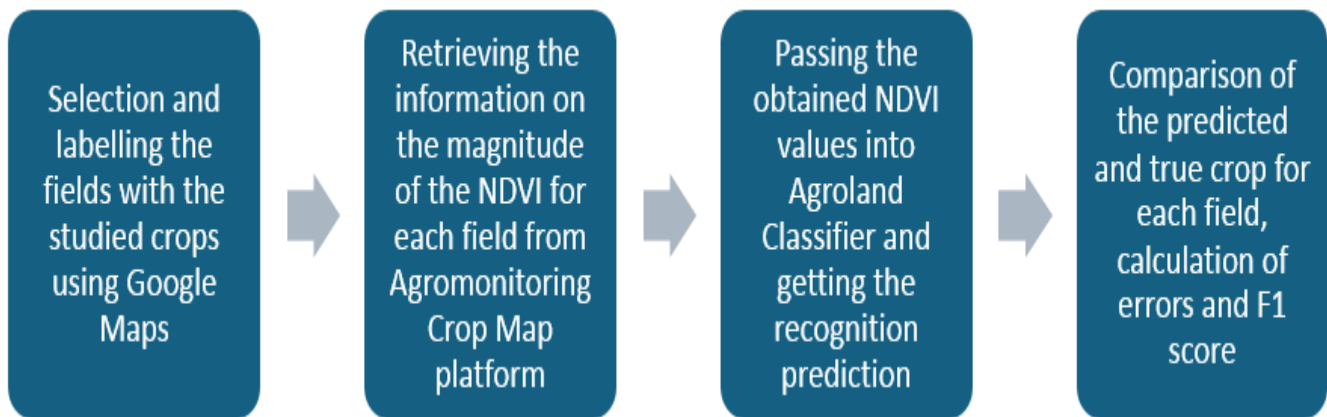 Selection and
labelling the
fields with the
studied crops
using Google
Maps
Retrieving the
information on
the magnitude
of the NDVI for
each field from
Agromonitoring
Crop Map
platform
Passing the
obtained NDVI
values into
Agroland
Classifier and
getting the
recognition
prediction
Comparison of
the predicted
and true crop for
each field,
calculation of
errors and F1
score